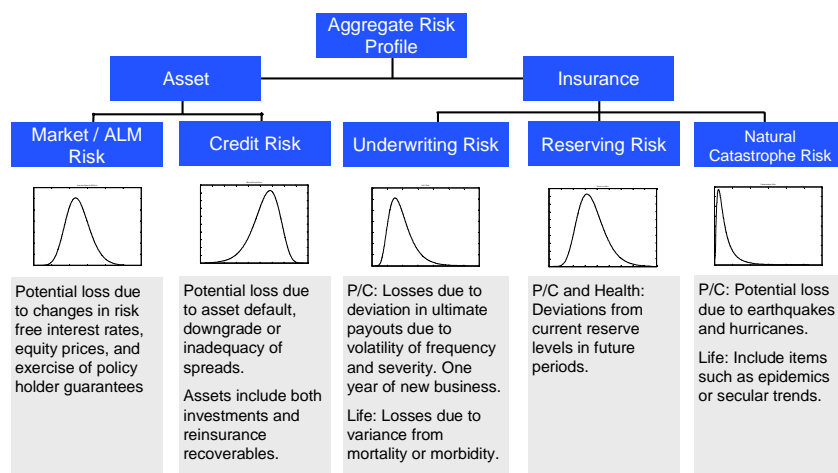 Aggregate Risk
Profile
Asset
Insurance
Market / ALM
Risk
Credit Risk
Underwriting Risk
Reserving Risk
Natural
Catastrophe Risk
Potential loss due
to changes in risk
free interest rates,
equity prices, and
exercise of policy
holder guarantees
Potential loss due
to asset default,
downgrade or
inadequacy of
spreads.
Assets include both
investments and
reinsurance
recoverables.
P/C: Losses due to
deviation in ultimate
payouts due to
volatility of frequency
and severity. One
year of new business.
Life: Losses due to
variance from
mortality or morbidity.
P/C and Health:
Deviations from
current reserve
levels in future
periods.
P/C: Potential loss
due to earthquakes
and hurricanes.
Life: Include items
such as epidemics
or secular trends.